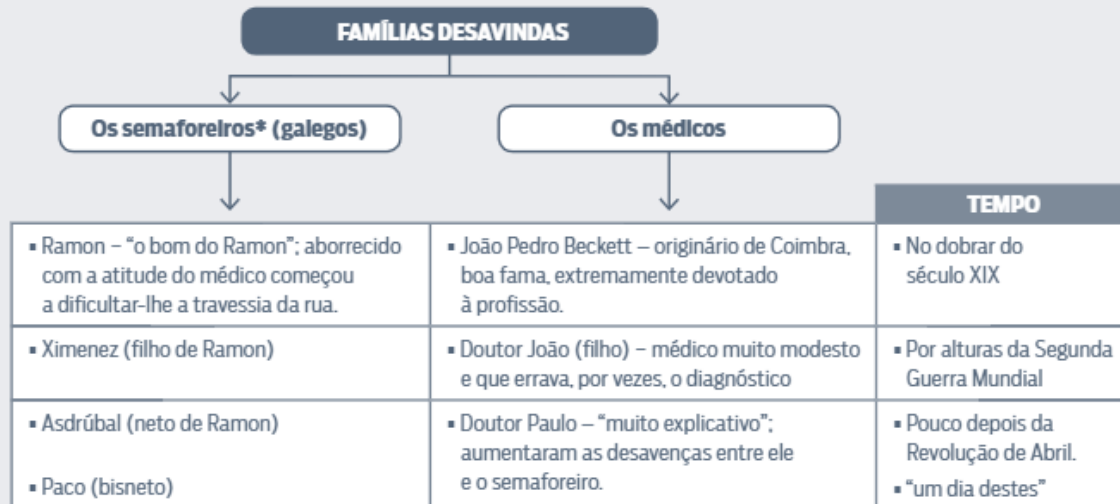 FAMÍLIAS DESAVINDAS
Os semaforeiros* (galegos)
Os médicos
TEMPO
▪ Ramon – “o bom do Ramon”; aborrecido
com a atitude do médico começou
a dificultar-lhe a travessia da rua.
▪ João Pedro Beckett – originário de Coimbra,
boa fama, extremamente devotado
à profissão.
▪ No dobrar do
século XIX
▪ Ximenez (filho de Ramon)
▪ Doutor João (filho) – médico muito modesto
e que errava, por vezes, o diagnóstico
▪ Por alturas da Segunda
Guerra Mundial
▪ Asdrúbal (neto de Ramon)
▪ Paco (bisneto)
▪ Doutor Paulo – “muito explicativo”;
aumentaram as desavenças entre ele
e o semaforeiro.
▪ Pouco depois da
Revolução de Abril.
▪ “um dia destes”